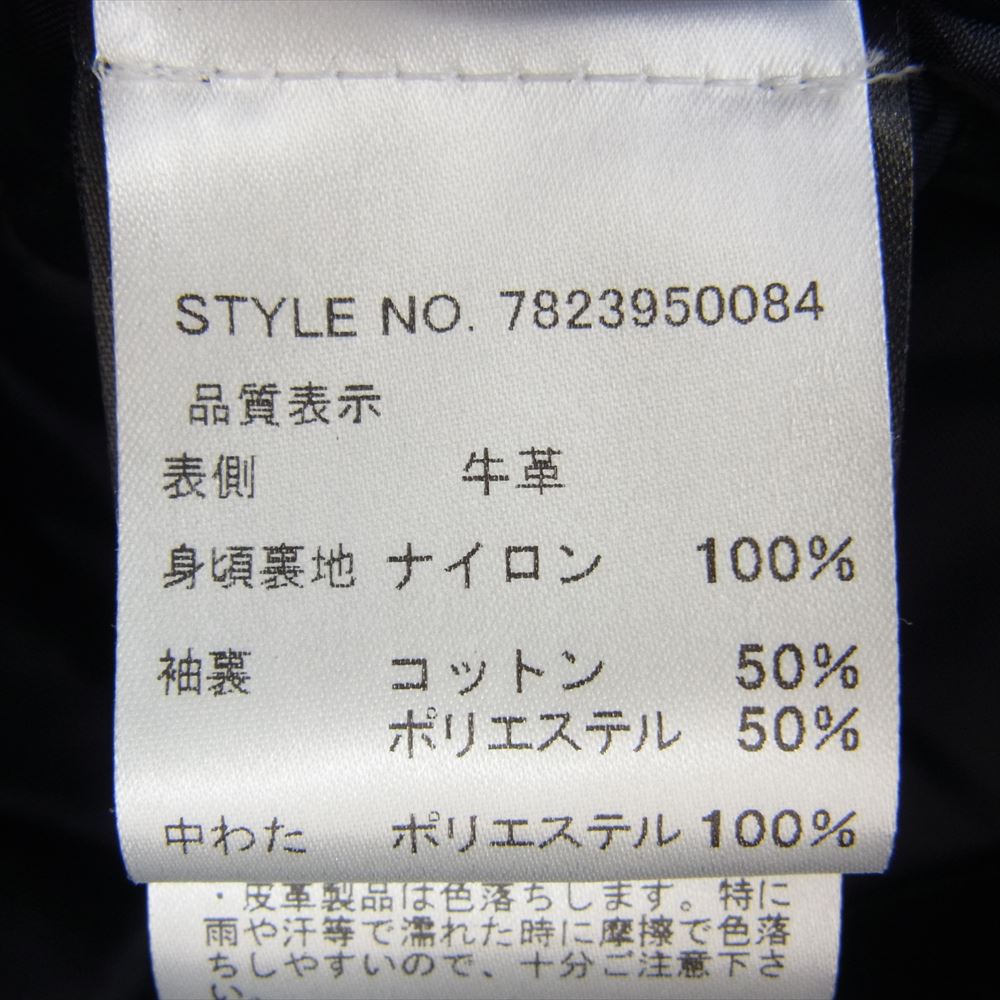 STYLE NO. 7823950084
品質表示
表側 牛革
身頃裏地 ナイロン 100%
袖裏 コットン 50%
ポリエステル 50%
中わた ポリエステル 100%
・皮革製品は色落ちします。特に
雨や汗等で濡れた時に摩擦で色落
ちしやすいので、十分ご注意下さ
い。